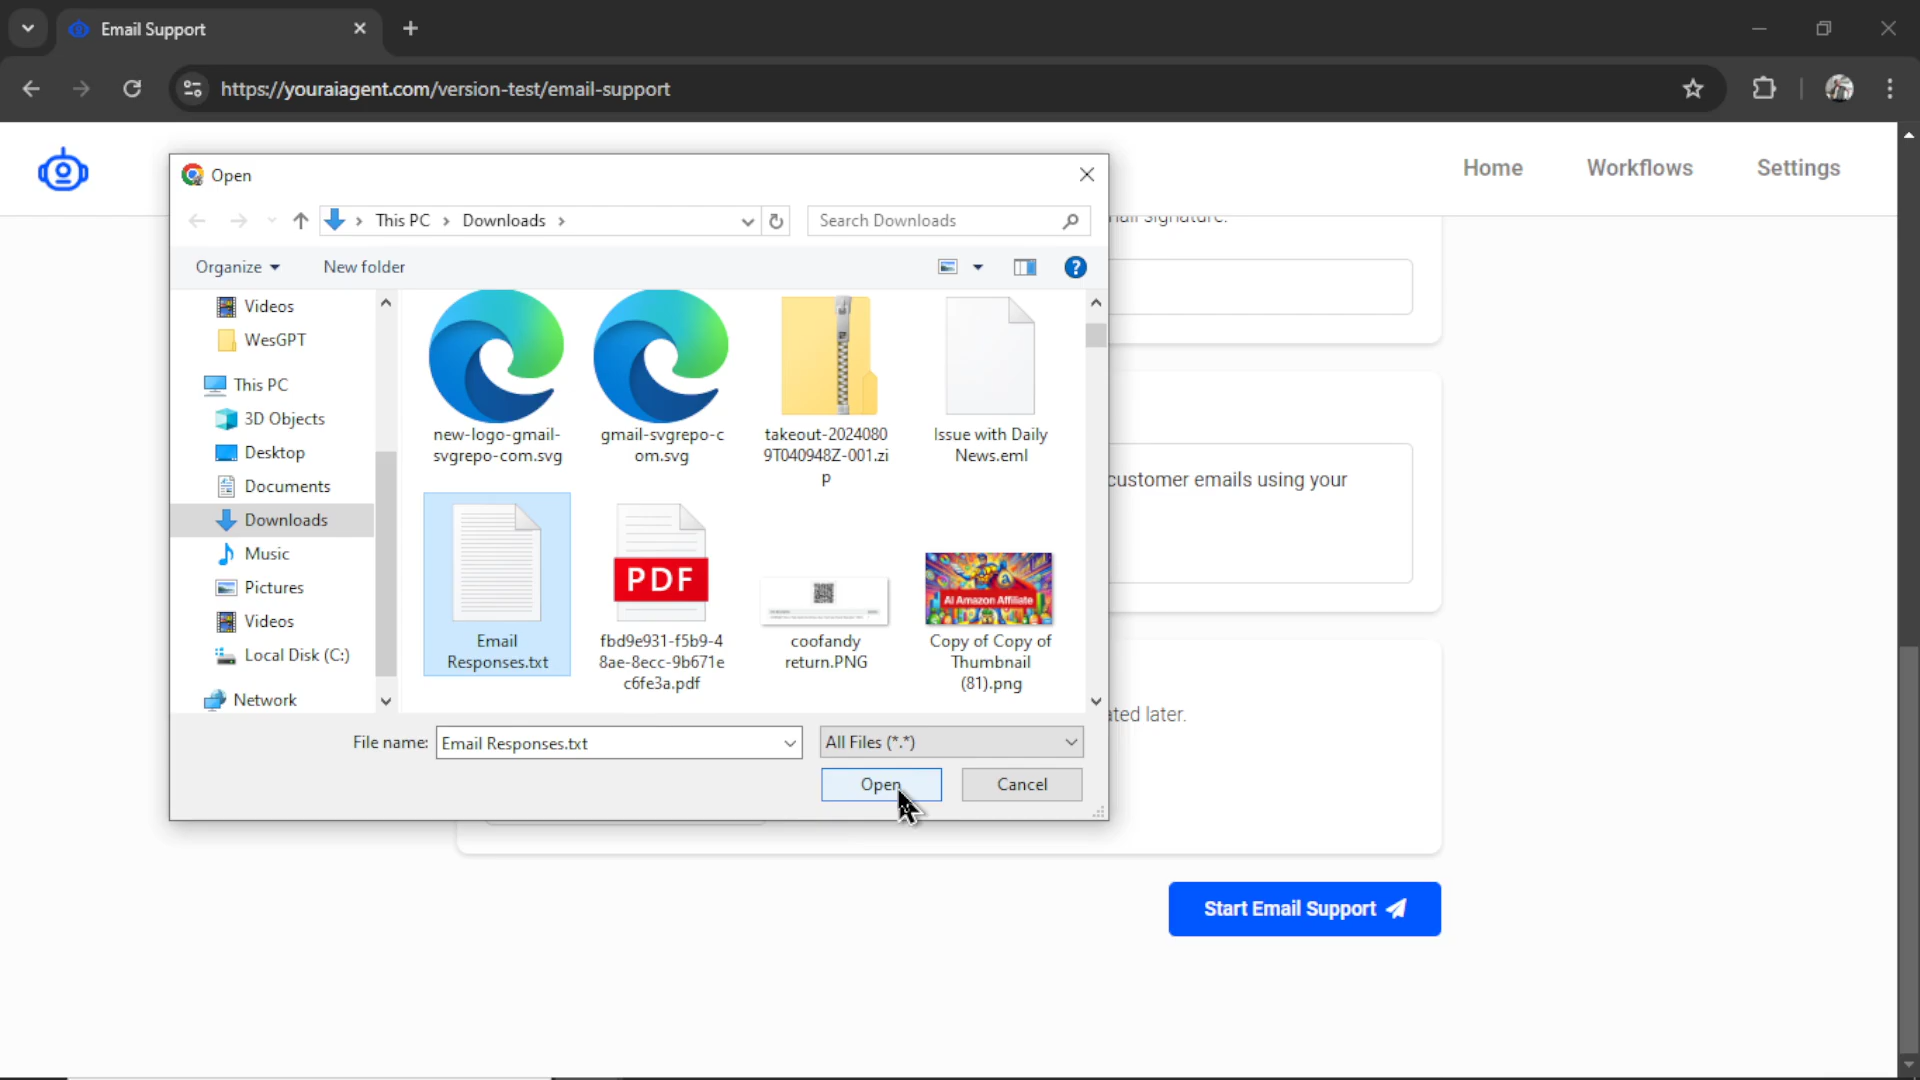 Email Support
https://youraiagent.com/version-test/email-support
Home
Workflows
Settings
Open
This PC
Downloads
Search Downloads
Organize
New folder
Videos
WesGPT
This PC
3D Objects
Desktop
Documents
Downloads
Music
Pictures
Videos
Local Disk (C:)
Network
new-logo-gmail-
svgrepo-com.svg
gmail-svgrepo-c
om.svg
takeout-2024080
9T040948Z-001.zi
p
Issue with Daily
News.eml
Email
Responses.txt
PDF
fbd9e931-f5b9-4
8ae-8ecc-9b671e
c6fe3a.pdf
coofandy
return.PNG
AI Amazon Affiliate
Copy of Copy of
Thumbnail
(81).png
File name:
Email Responses.txt
All Files (*.*)
Open
Cancel
signature.
customer emails using your
later.
Start Email Support